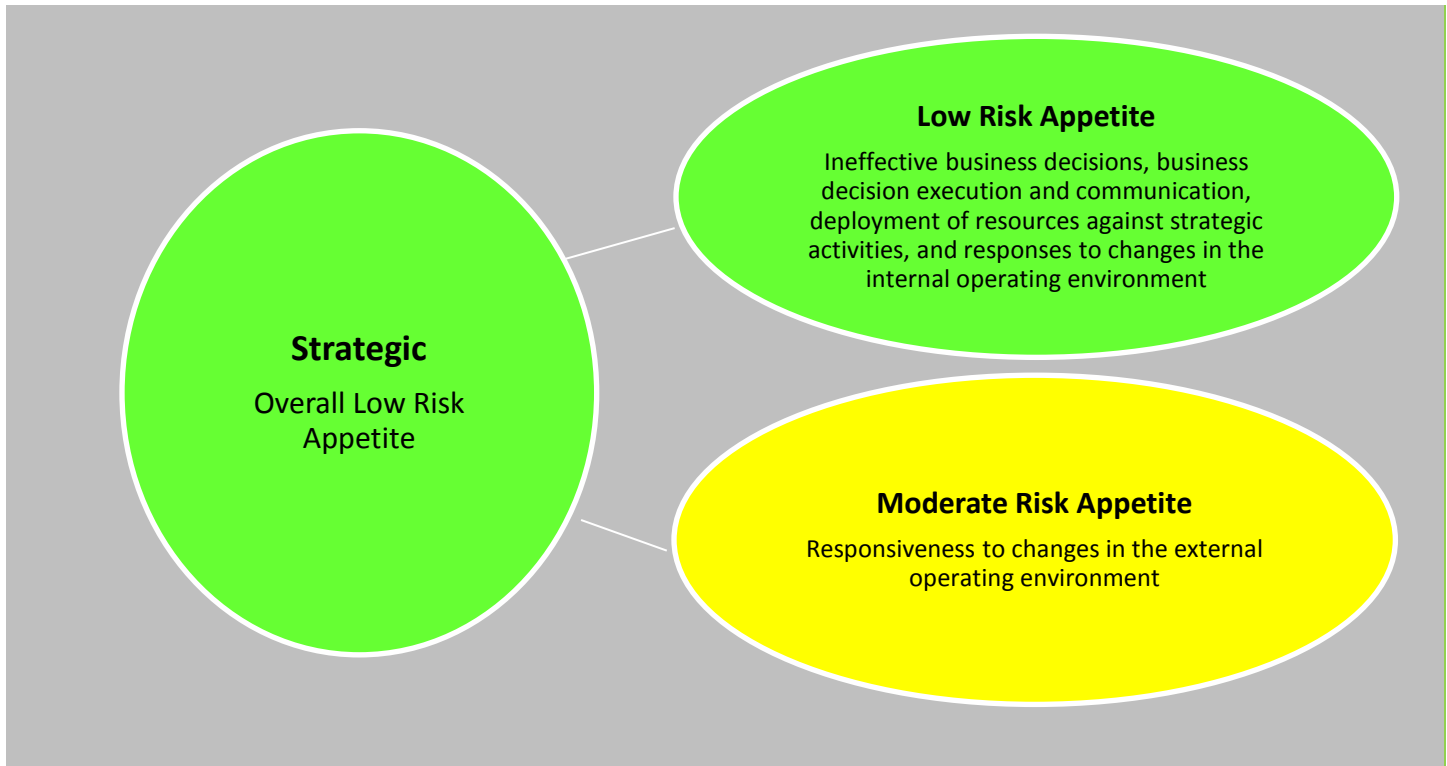 Strategic
Overall Low Risk
Appetite
Low Risk Appetite
Ineffective business decisions, business
decision execution and communication,
deployment of resources against strategic
activities, and responses to changes in the
internal operating environment
Moderate Risk Appetite
Responsiveness to changes in the external
operating environment